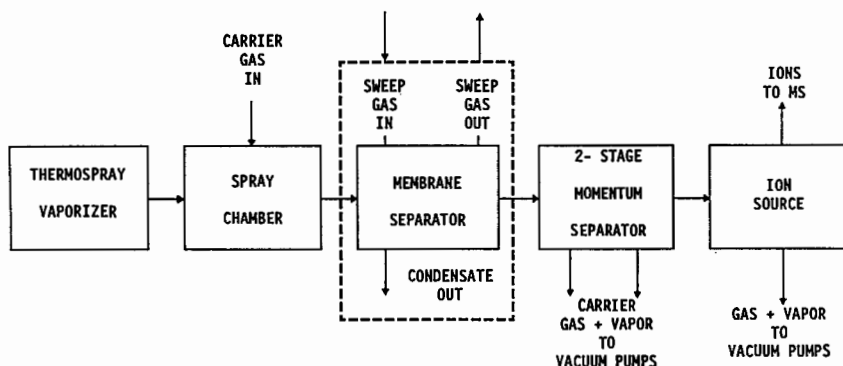 CARRIER
GAS
IN
SWEEP
GAS
IN
SWEEP
GAS
OUT
IONS
TO MS
THERMOSPRAY
VAPORIZER
SPRAY
CHAMBER
MEMBRANE
SEPARATOR
2- STAGE
MOMENTUM
SEPARATOR
ION
SOURCE
CONDENSATE
OUT
CARRIER
GAS + VAPOR
TO
VACUUM PUMPS
GAS + VAPOR
TO
VACUUM PUMPS